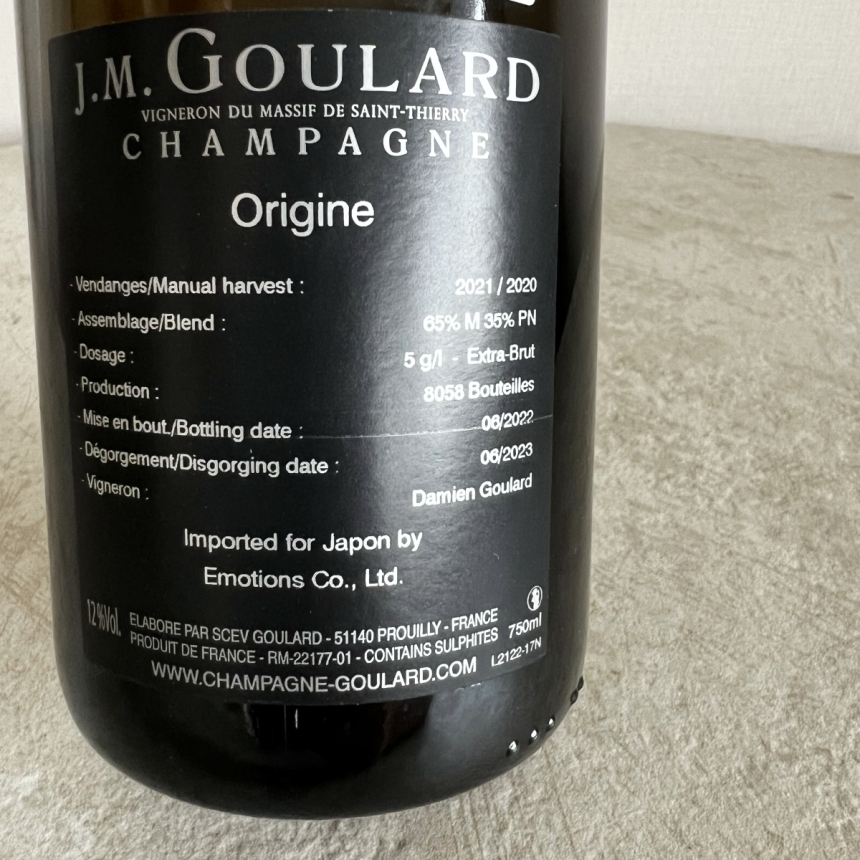 J.M. GOULARD
VIGNERON DU MASSIF DE SAINT-THIERRY
CHAMPAGNE
Origine
- Vendanges/Manual harvest : 2021 / 2020
- Assemblage/Blend : 65% M 35% PN
- Dosage : 5 g/l - Extra-Brut
- Production : 8058 Bouteilles
- Mise en bout./Bottling date : 06/2022
- Dégorgement/Disgorging date : 06/2023
- Vigneron : Damien Goulard
Imported for Japon by
Emotions Co., Ltd.
12%Vol. ELABORE PAR SCEV GOULARD - 51140 PROUILLY - FRANCE 750ml
PRODUIT DE FRANCE - RM-22177-01 - CONTAINS SULPHITES
WWW.CHAMPAGNE-GOULARD.COM L2122-17N